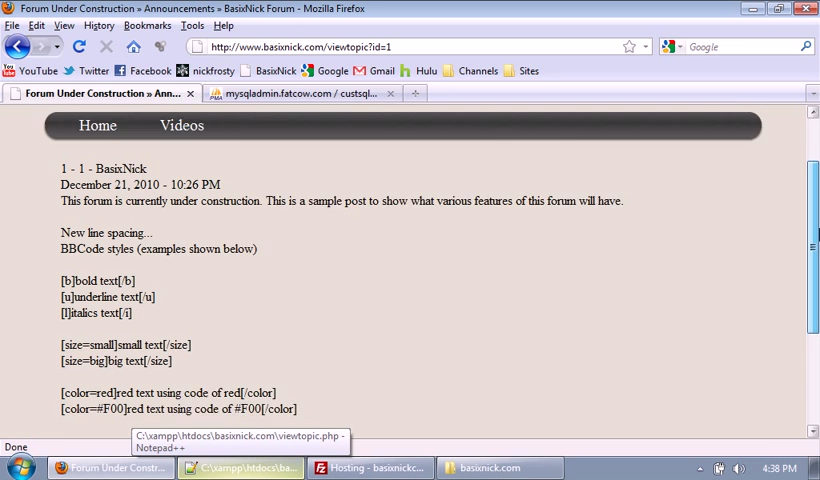 Forum Under Construction » Announcements » BasixNick Forum - Mozilla Firefox
File Edit View History Bookmarks Tools Help
http://www.basixnick.com/viewtopic?id=1
Google
YouTube Twitter Facebook nickfrosty BasixNick Google Gmail Hulu Channels Sites
Forum Under Construction » Ann...
mysqladmin.fatcow.com / custsql...
Home Videos
1 - 1 - BasixNick
December 21, 2010 - 10:26 PM
This forum is currently under construction. This is a sample post to show what various features of this forum will have.
New line spacing...
BBCode styles (examples shown below)
[b]bold text[/b]
[u]underline text[/u]
[I]italics text[/i]
[size=small]small text[/size]
[size=big]big text[/size]
[color=red]red text using code of red[/color]
[color=#F00]red text using code of #F00[/color]
C:\xampp\htdocs\basixnick.com\viewtopic.php -
Notepad++
Done
Forum Under Constr...
C:\xampp\htdocs\ba...
Hosting - basixnickc...
basixnick.com
4:38 PM